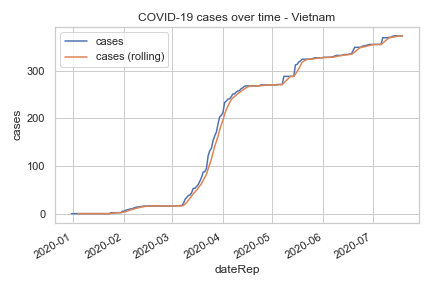 COVID-19 cases over time - Vietnam
cases
cases (rolling)
cases
300
200
100
0
2020-01
2020-02
2020-03
2020-04
2020-05
2020-06
2020-07
dateRep